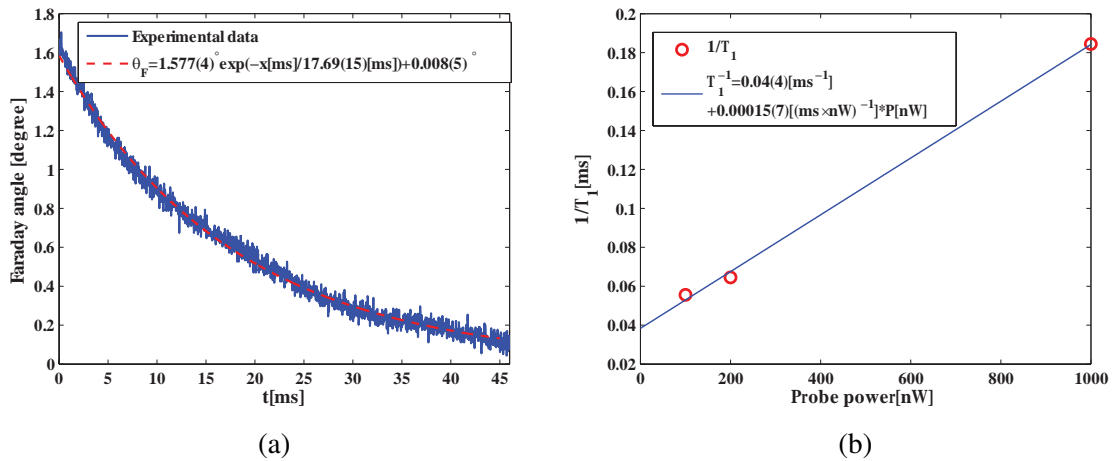 Experimental data
θ_F=1.577(4)° exp(−x[ms]/17.69(15)[ms])+0.008(5)°
1.8
1.6
1.4
1.2
1
0.8
0.6
0.4
0.2
0
Faraday angle [degree]
0 5 10 15 20 25 30 35 40 45
t[ms]
(a)
1/T_1
T_1^{-1}=0.04(4)[ms^{-1}]
+0.00015(7)[(ms×nW)^{-1}]*P[nW]
0.2
0.18
0.16
0.14
0.12
0.1
0.08
0.06
0.04
0.02
1/T_1[ms]
0 200 400 600 800 1000
Probe power[nW]
(b)